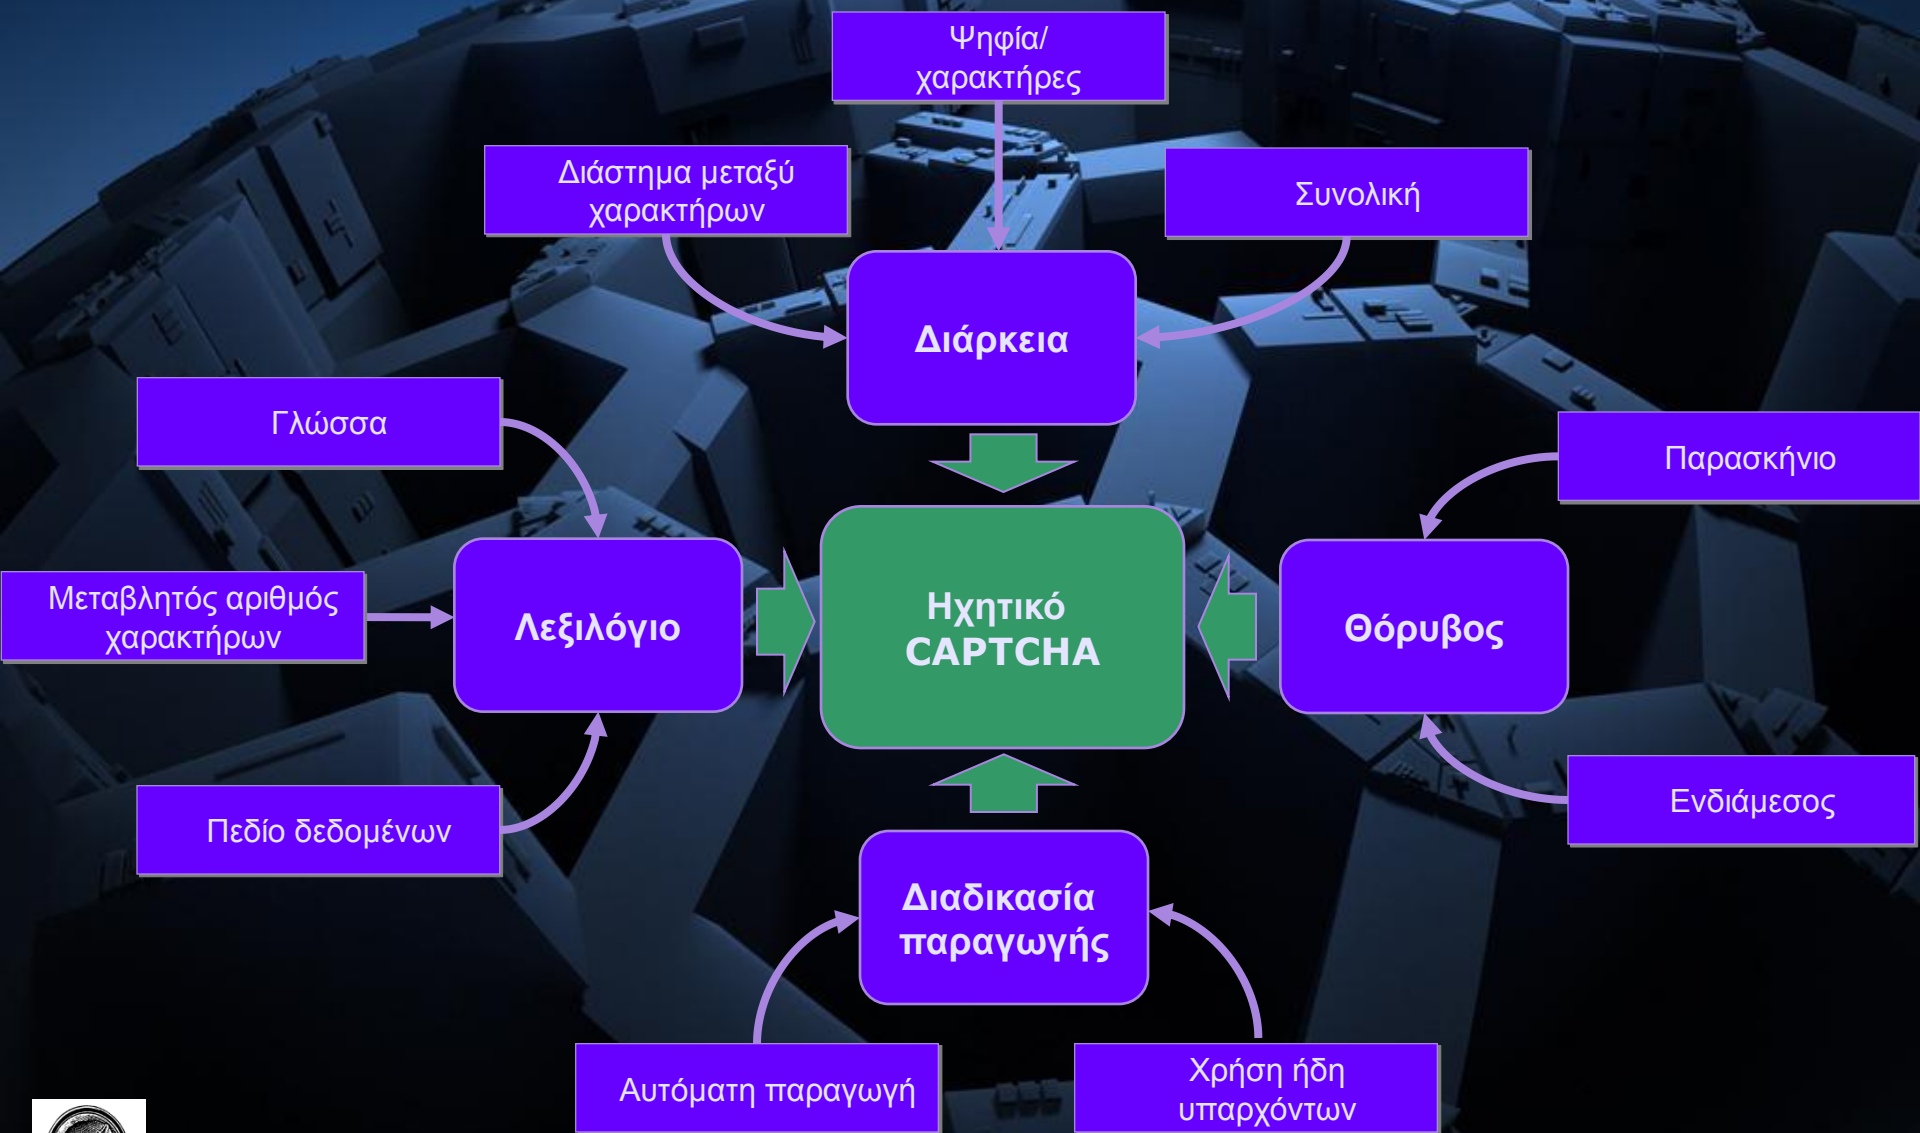 Ψηφία/
χαρακτήρες
Διάστημα μεταξύ
χαρακτήρων
Συνολική
Διάρκεια
Γλώσσα
Παρασκήνιο
Μεταβλητός αριθμός
χαρακτήρων
Λεξιλόγιο
Ηχητικό
CAPTCHA
Θόρυβος
Πεδίο δεδομένων
Ενδιάμεσος
Διαδικασία
παραγωγής
Αυτόματη παραγωγή
Χρήση ήδη
υπαρχόντων